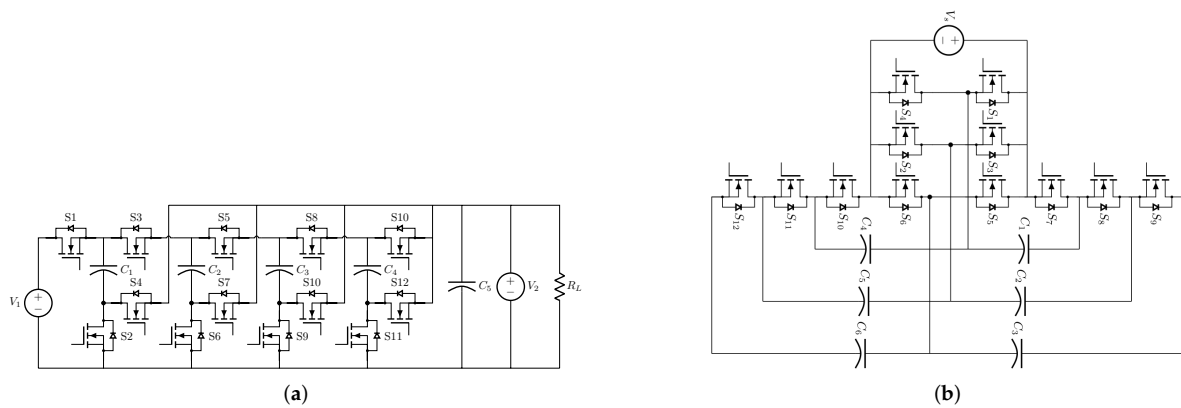 S1 S3 S5 S8 S10
V1 + − C1 C2 C3 C4 C5 + − V2 RL
S4 S7 S10 S12
S2 S6 S9 S11
(a)
Vs
− +
S4 S1
S2 S3
S12 S11 S10 S6 S5 S7 S8 S9
C4 C1
C5 C2
C6 C3
(b)